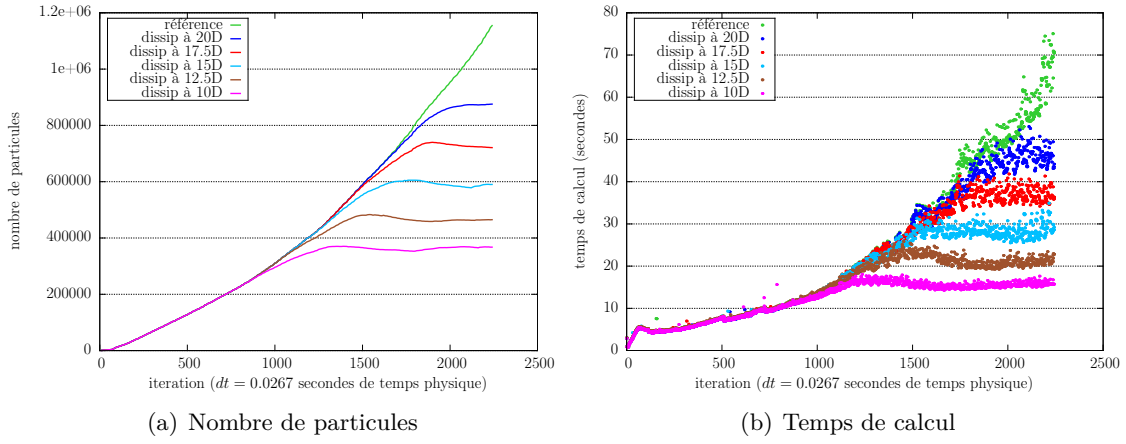 1.2e+06
1e+06
800000
600000
400000
200000
0
0
500
1000
1500
2000
2500
nombre de particules
iteration (dt = 0.0267 secondes de temps physique)
référence
dissip à 20D
dissip à 17.5D
dissip à 15D
dissip à 12.5D
dissip à 10D
(a) Nombre de particules
80
70
60
50
40
30
20
10
0
0
500
1000
1500
2000
2500
temps de calcul (secondes)
iteration (dt = 0.0267 secondes de temps physique)
référence
dissip à 20D
dissip à 17.5D
dissip à 15D
dissip à 12.5D
dissip à 10D
(b) Temps de calcul